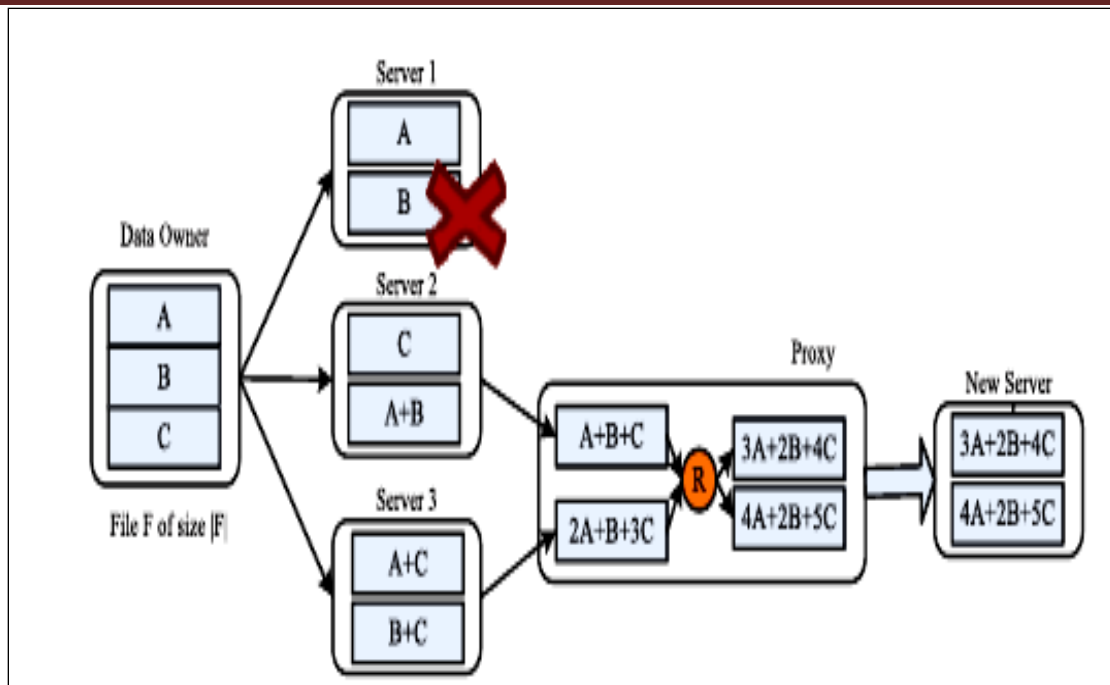 Server 1
A
B
Data Owner
A
B
C
File F of size |F|
Server 2
C
A+B
Server 3
A+C
B+C
Proxy
A+B+C
2A+B+3C
R
3A+2B+4C
4A+2B+5C
New Server
3A+2B+4C
4A+2B+5C